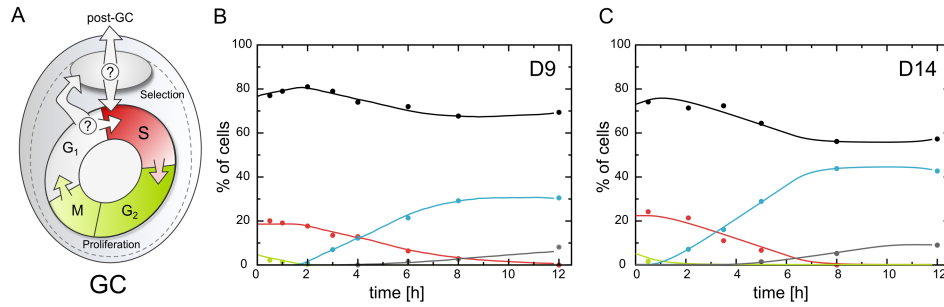 A
post-GC
?
Selection
?
S
G1
M
G2
Proliferation
GC
B
D9
% of cells
100
80
60
40
20
0
0 2 4 6 8 10 12
time [h]
C
D14
% of cells
100
80
60
40
20
0
0 2 4 6 8 10 12
time [h]